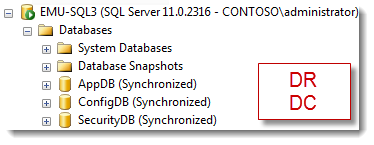 EMU-SQL3 (SQL Server 11.0.2316 - CONTOSO\administrator)
Databases
System Databases
Database Snapshots
AppDB (Synchronized)
ConfigDB (Synchronized)
SecurityDB (Synchronized)
DR
DC